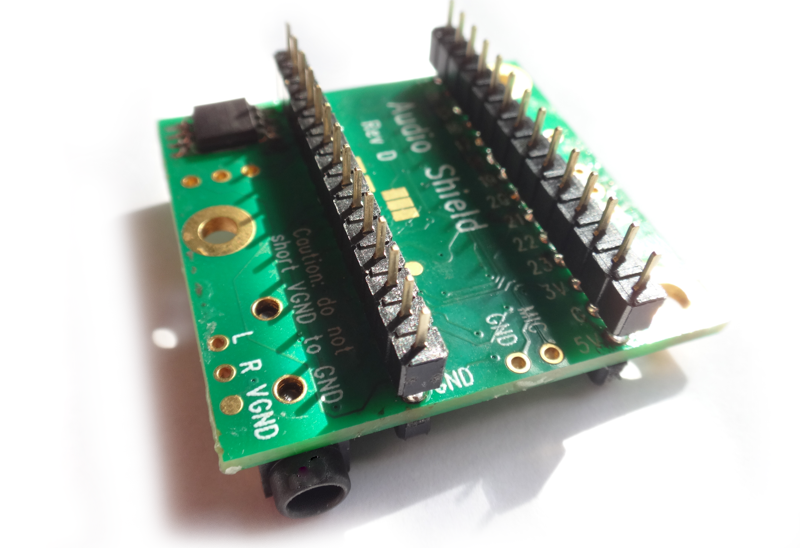 Audio Shield
Rev D
20
21
22
23
3V
G
5V
MIC
GND
GND
Caution: do not
short VGND to GND.
L
R
VGND